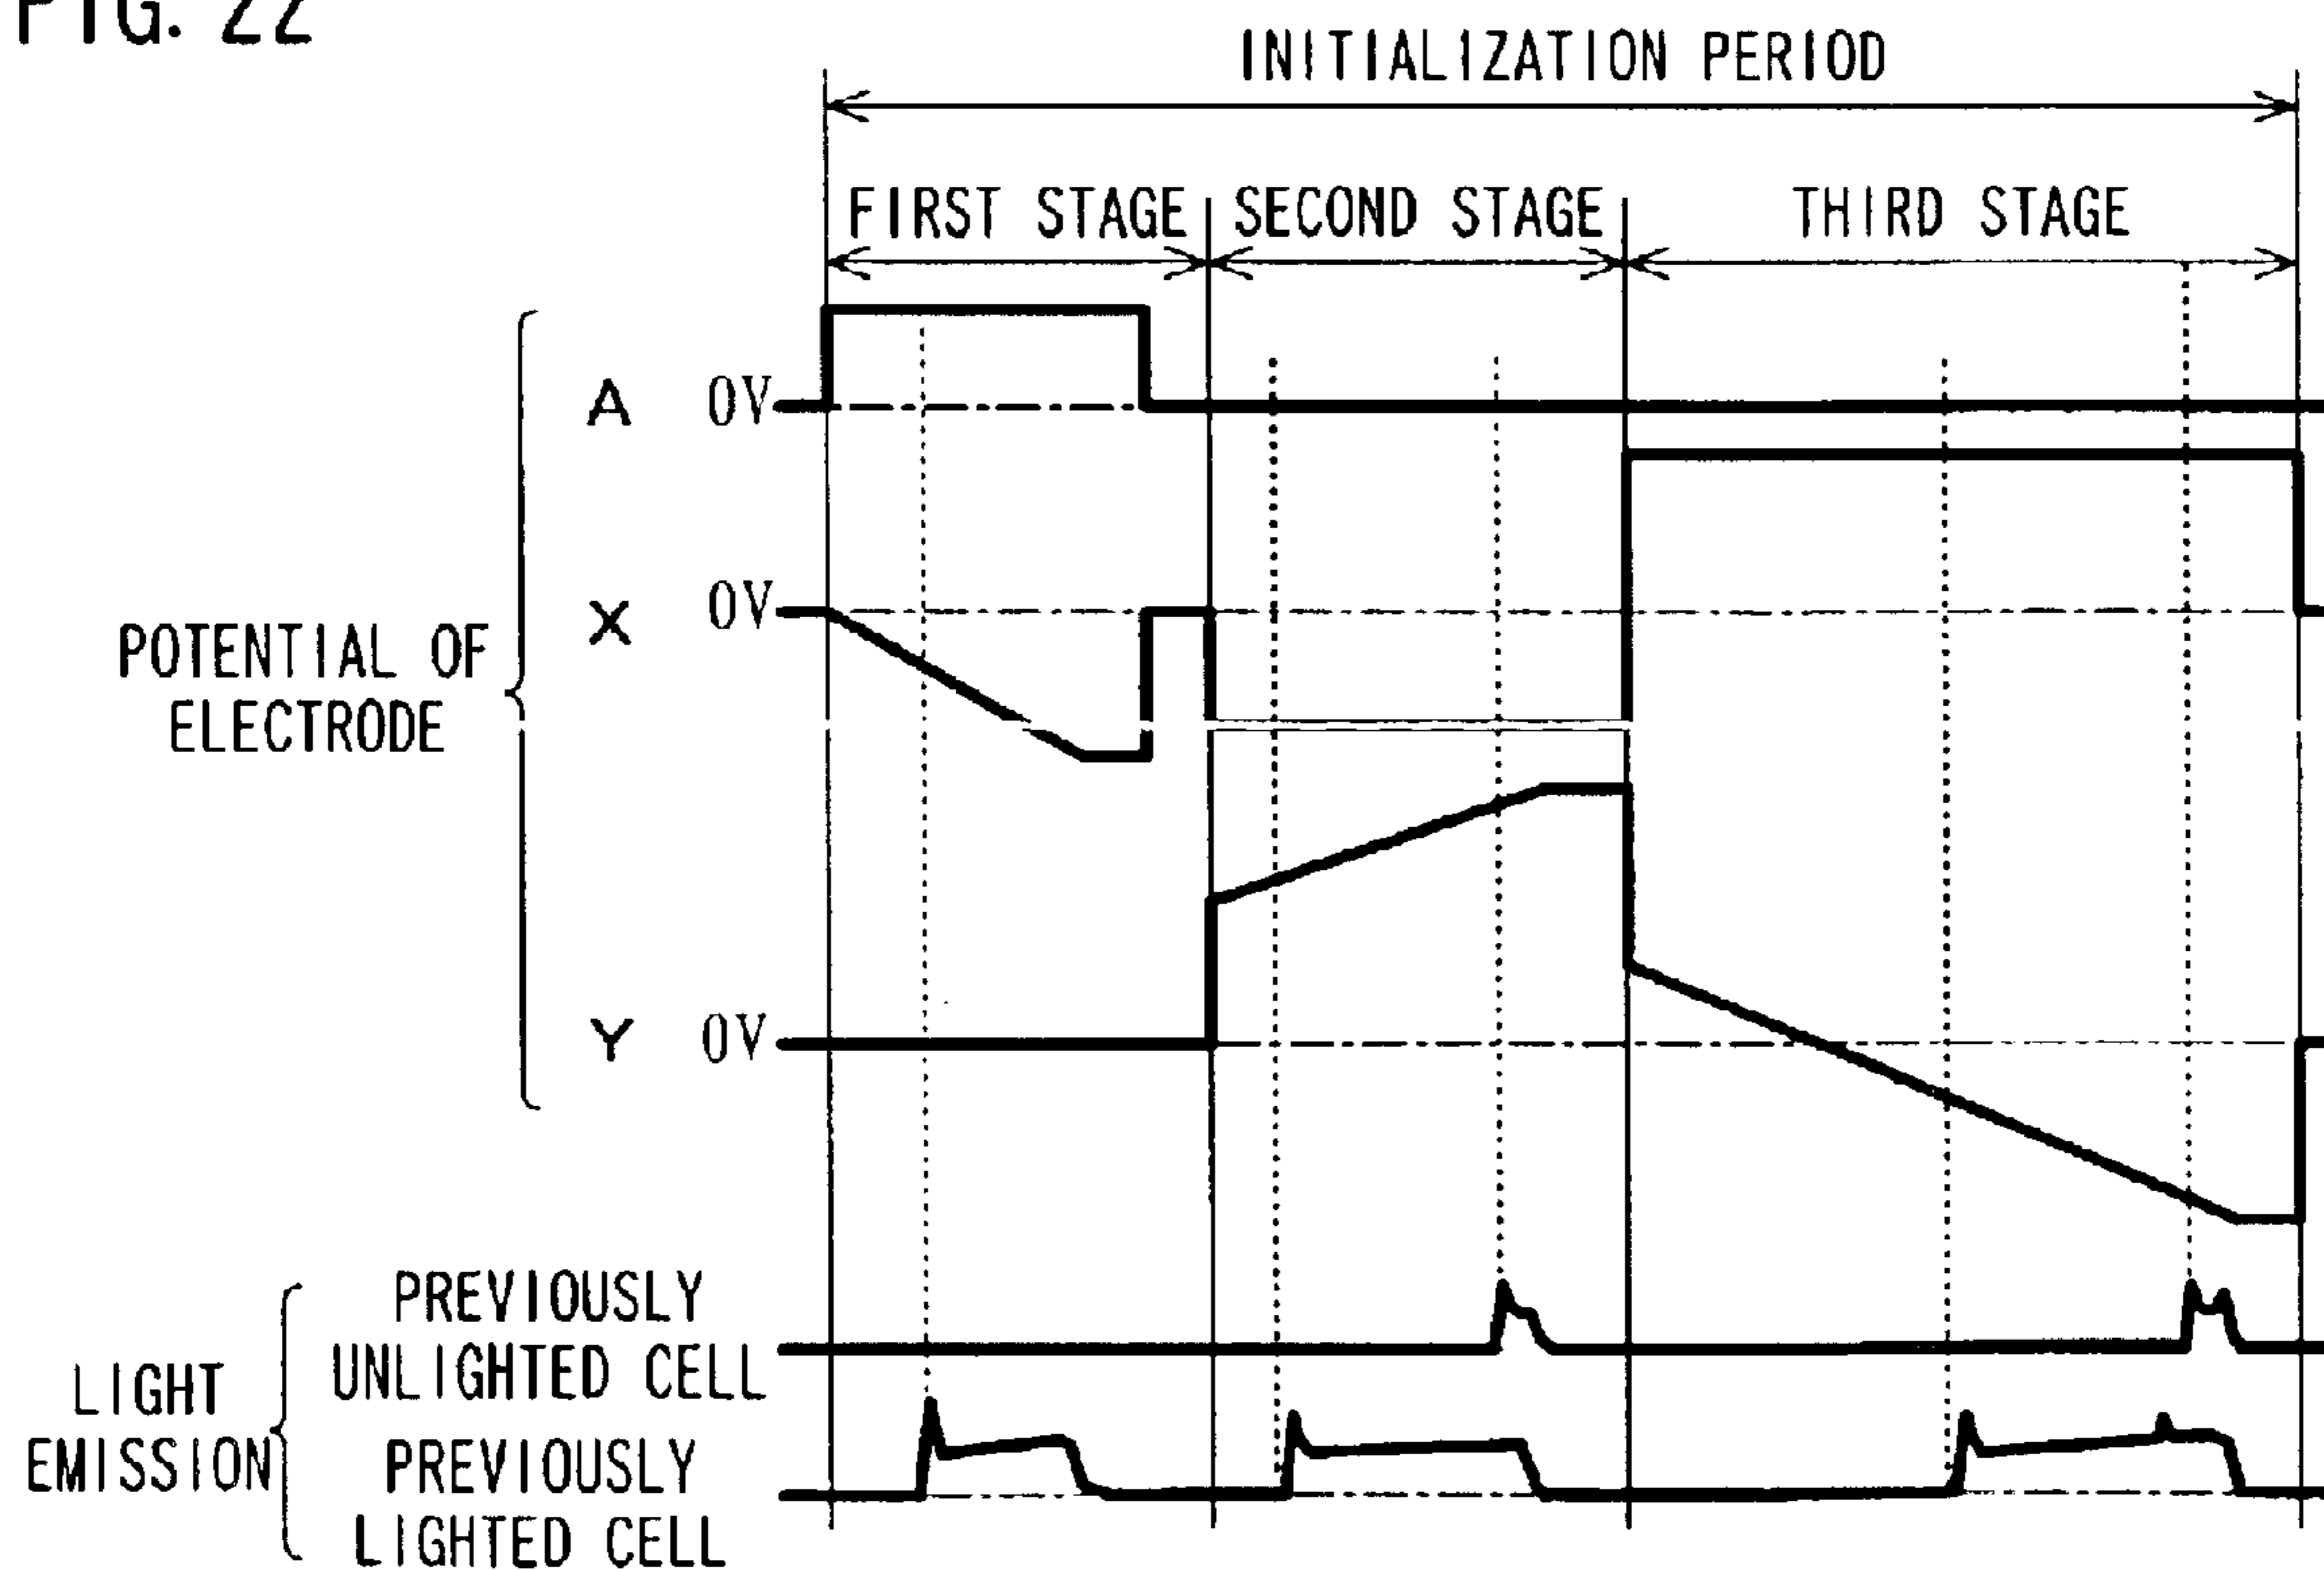 FIG. 22
INITIALIZATION PERIOD
FIRST STAGE
SECOND STAGE
THIRD STAGE
A 0V
X 0V
POTENTIAL OF
ELECTRODE
Y 0V
PREVIOUSLY
UNLIGHTED CELL
LIGHT
EMISSION
PREVIOUSLY
LIGHTED CELL